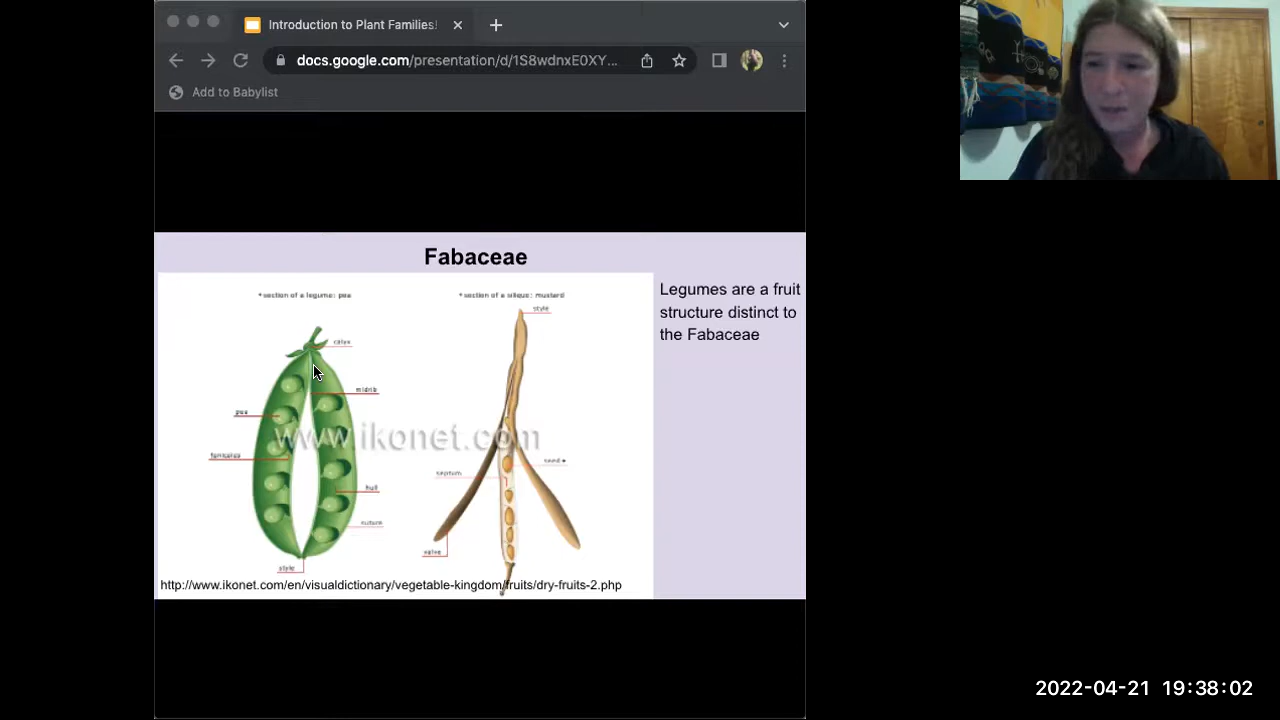 Introduction to Plant Families!
docs.google.com/presentation/d/1S8wdnxE0XY...
Add to Babylist
Fabaceae
*section of a legume: pea
*section of a silique: mustard
style
Legumes are a fruit
structure distinct to
the Fabaceae
calyx
midrib
pea
www.ikonet.com
funiculus
seed
septum
hull
suture
valve
style
http://www.ikonet.com/en/visualdictionary/vegetable-kingdom/fruits/dry-fruits-2.php
2022-04-21 19:38:02